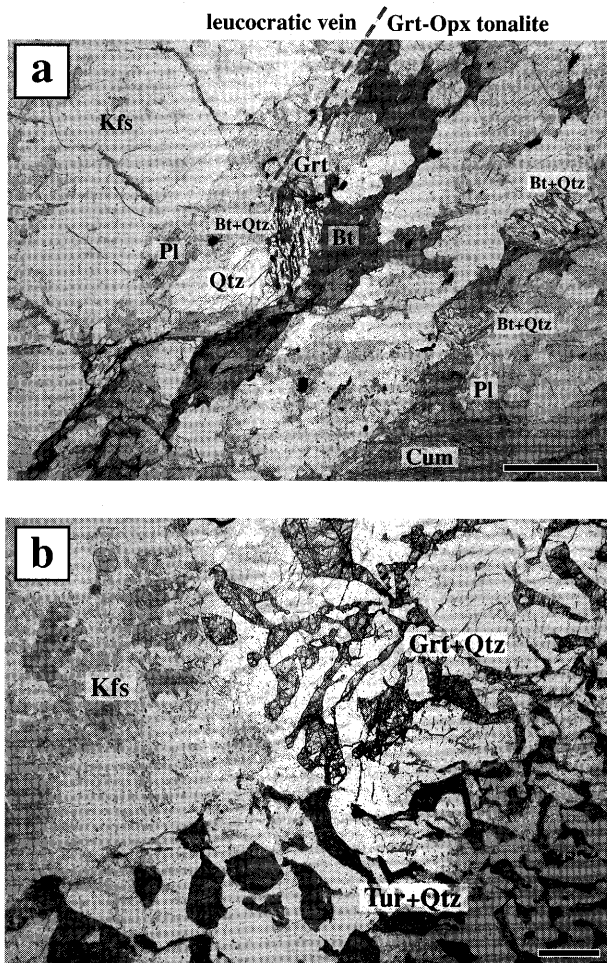 leucocratic vein Grt-Opx tonalite
a
Kfs
Grt
Bt+Qtz
Bt+Qtz
Bt
Pl
Qtz
Bt+Qtz
Pl
Cum
b
Grt+Qtz
Kfs
Tur+Qtz